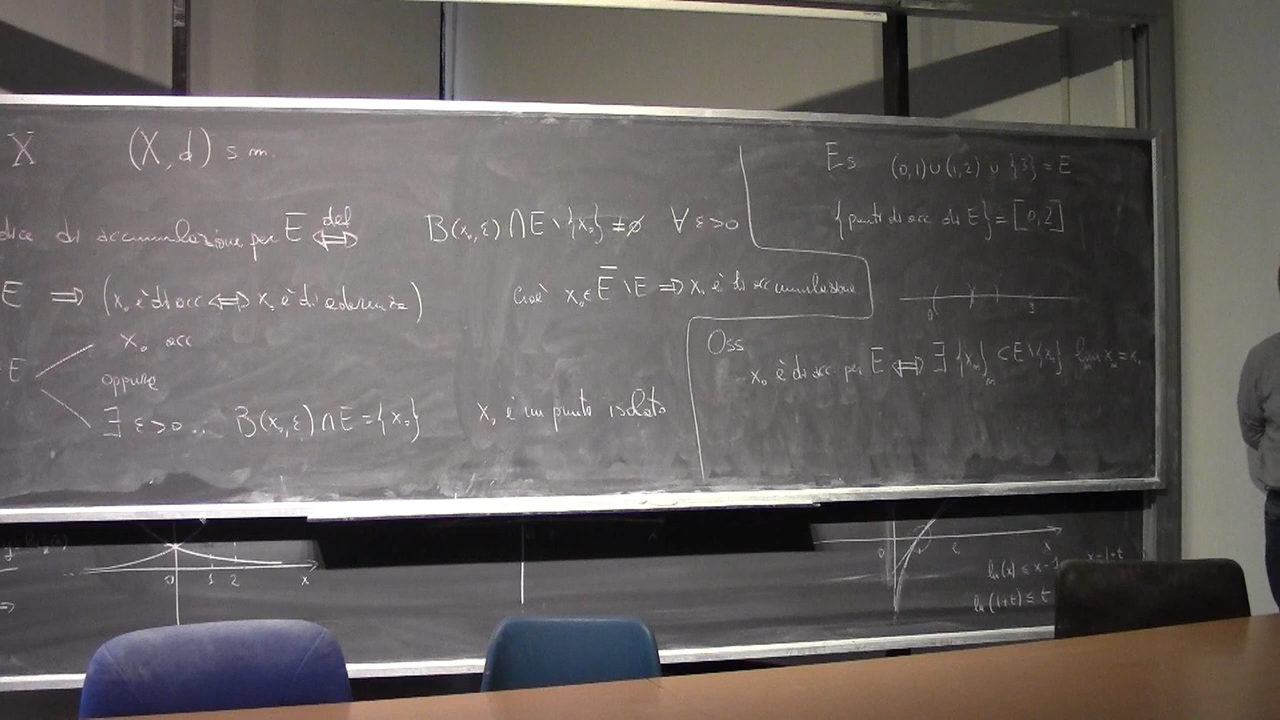 X (X,d) s.m.
dice di accumulazione per E ⇔ def B(x₀,ε) ∩ E \ {x₀} ≠ ∅ ∀ ε>0
E ⇒ (x₀ è di acc ⇔ x₀ è di aderenza)
cioè x₀ ∈ E̅ \ E ⇒ x₀ è di accumulazione
E
x₀ acc
oppure
∃ ε>0 .: B(x₀,ε) ∩ E = {x₀} x₀ è un punto isolato
Es (0,1) ∪ (1,2) ∪ {3} = E
{punti di acc di E} = [0,2]
0 3
Oss
x₀ è di acc per E ⇔ ∃ {xₙ}ₙ ⊂ E \ {x₀} lim xₙ = x₀
0 1 2 x
0 1 2 x
ln(x) ≤ x-1 x=1+t
ln(1+t) ≤ t